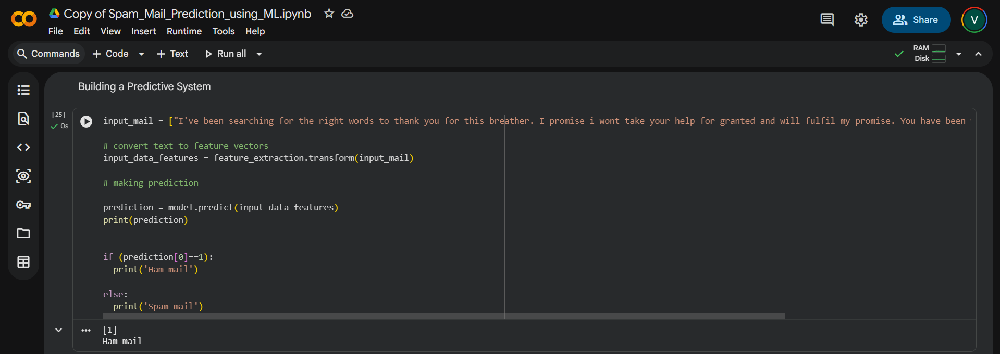 Copy of Spam_Mail_Prediction_using_ML.ipynb
File Edit View Insert Runtime Tools Help
Share
V
Commands + Code + Text Run all
RAM
Disk
Building a Predictive System
[25]
0s
input_mail = ["I've been searching for the right words to thank you for this breather. I promise i wont take your help for granted and will fulfil my promise. You have been
# convert text to feature vectors
input_data_features = feature_extraction.transform(input_mail)
# making prediction
prediction = model.predict(input_data_features)
print(prediction)
if (prediction[0]==1):
print('Ham mail')
else:
print('Spam mail')
[1]
Ham mail